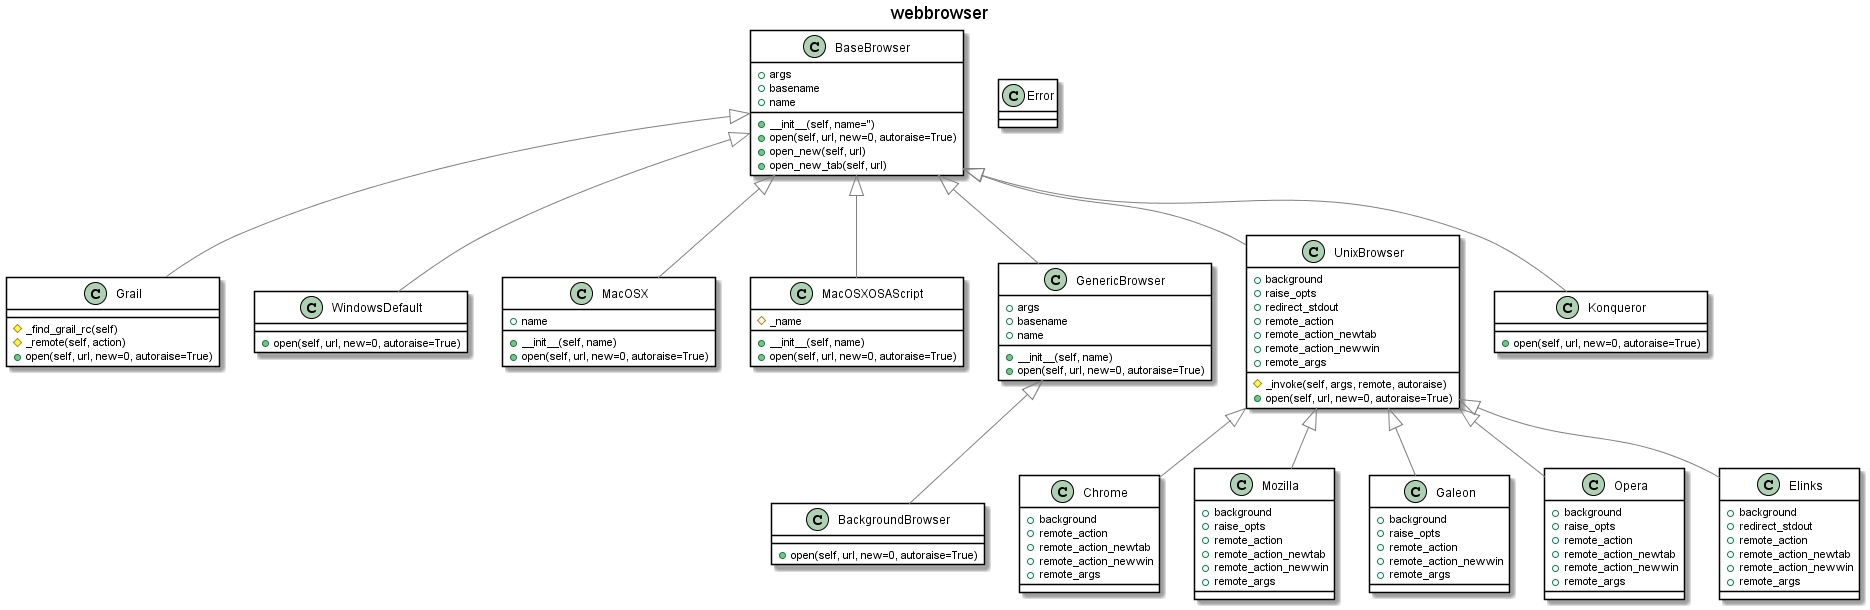 webbrowser
C BaseBrowser
args
basename
name
__init__(self, name='')
open(self, url, new=0, autoraise=True)
open_new(self, url)
open_new_tab(self, url)
C Error
C Grail
_find_grail_rc(self)
_remote(self, action)
open(self, url, new=0, autoraise=True)
C WindowsDefault
open(self, url, new=0, autoraise=True)
C MacOSX
name
__init__(self, name)
open(self, url, new=0, autoraise=True)
C MacOSXOSAScript
_name
__init__(self, name)
open(self, url, new=0, autoraise=True)
C GenericBrowser
args
basename
name
__init__(self, name)
open(self, url, new=0, autoraise=True)
C UnixBrowser
background
raise_opts
redirect_stdout
remote_action
remote_action_newtab
remote_action_newwin
remote_args
_invoke(self, args, remote, autoraise)
open(self, url, new=0, autoraise=True)
C Konqueror
open(self, url, new=0, autoraise=True)
C BackgroundBrowser
open(self, url, new=0, autoraise=True)
C Chrome
background
remote_action
remote_action_newtab
remote_action_newwin
remote_args
C Mozilla
background
raise_opts
remote_action
remote_action_newtab
remote_action_newwin
remote_args
C Galeon
background
raise_opts
remote_action
remote_action_newwin
remote_args
C Opera
background
raise_opts
remote_action
remote_action_newtab
remote_action_newwin
remote_args
C Elinks
background
redirect_stdout
remote_action
remote_action_newtab
remote_action_newwin
remote_args